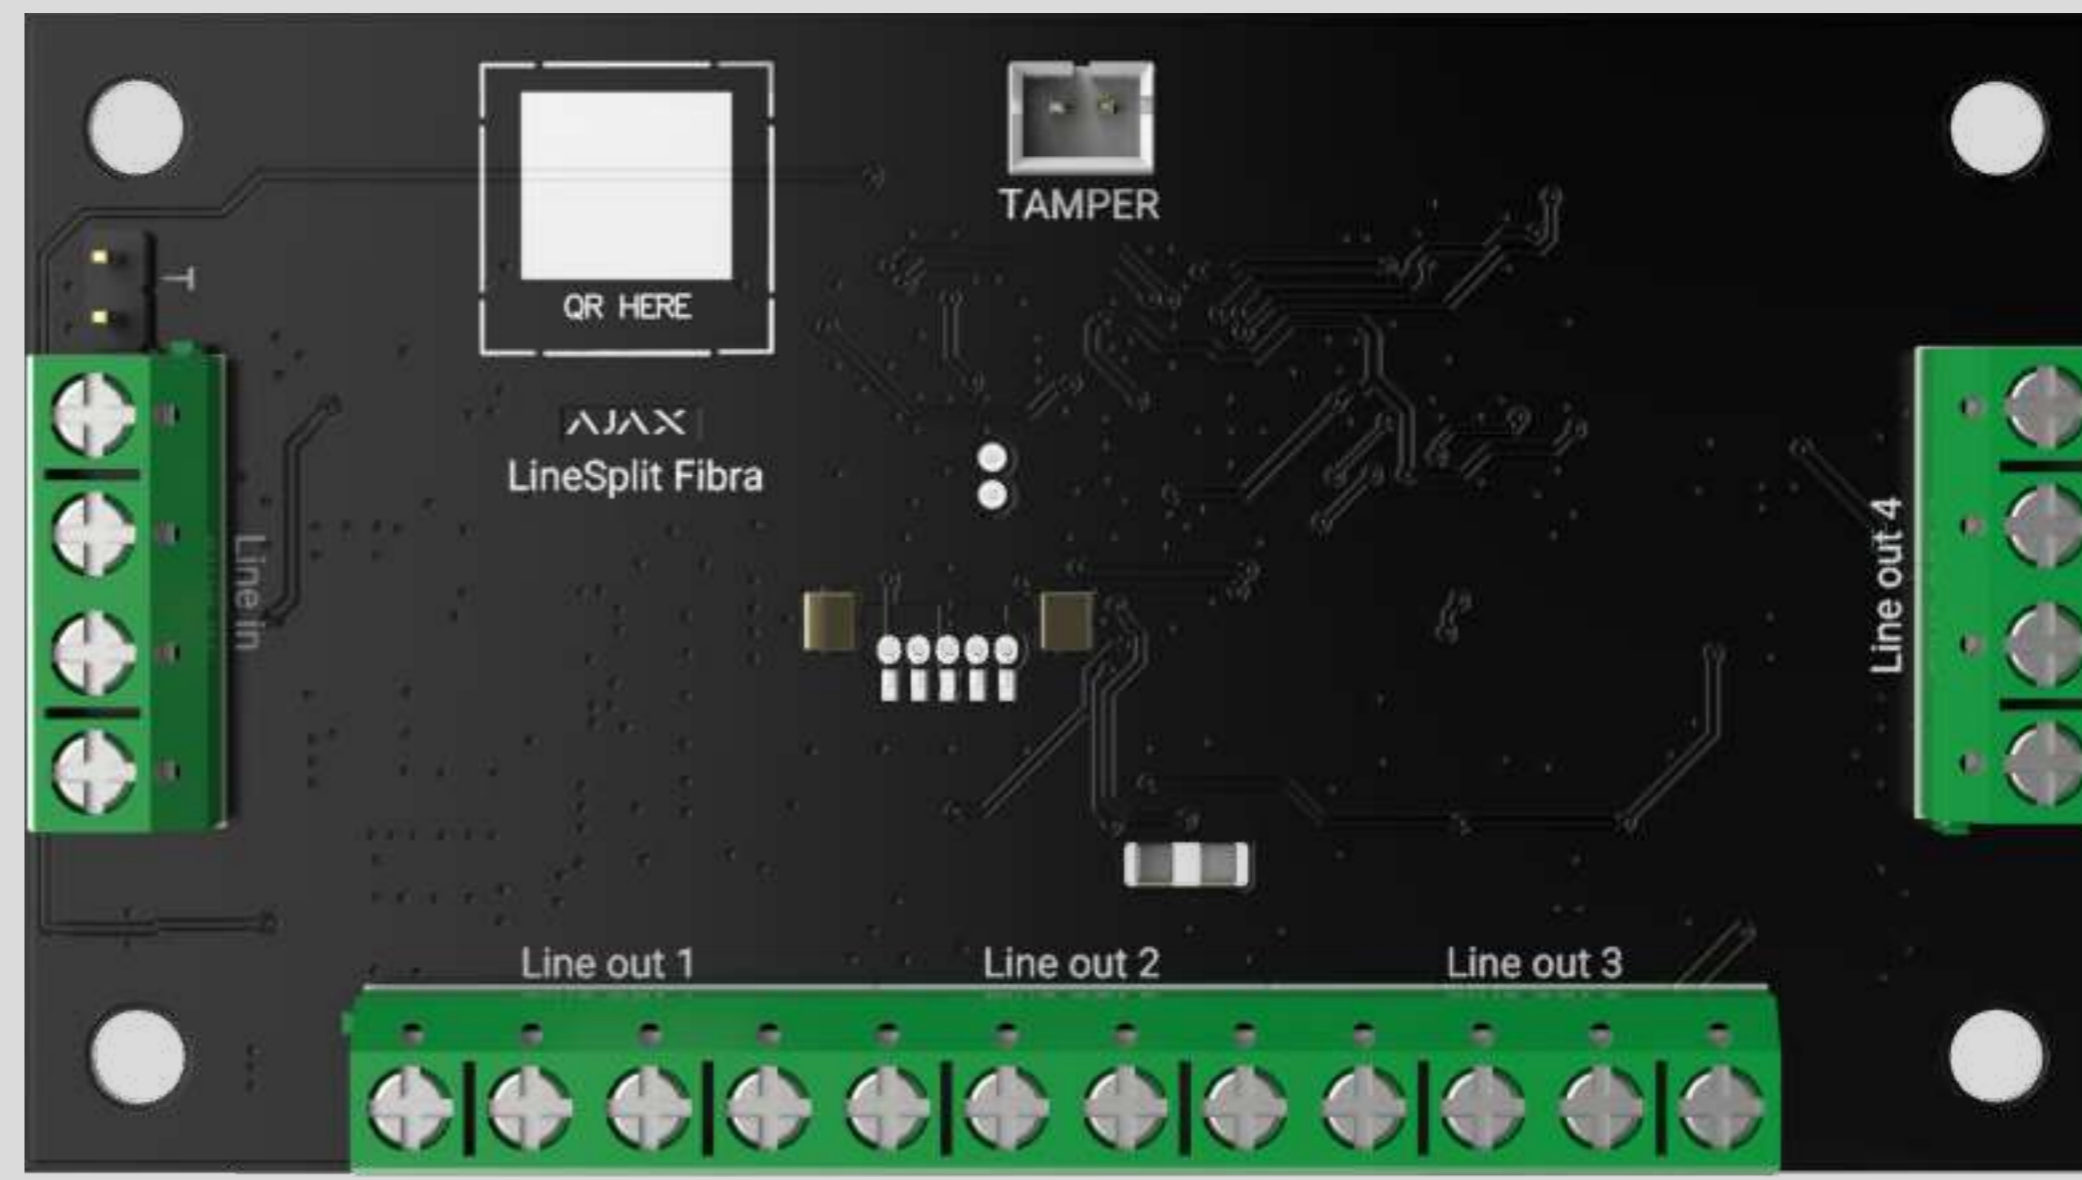 TAMPER
T
QR HERE
AJAX
LineSplit Fibra
Line in
Line out 4
Line out 1
Line out 2
Line out 3